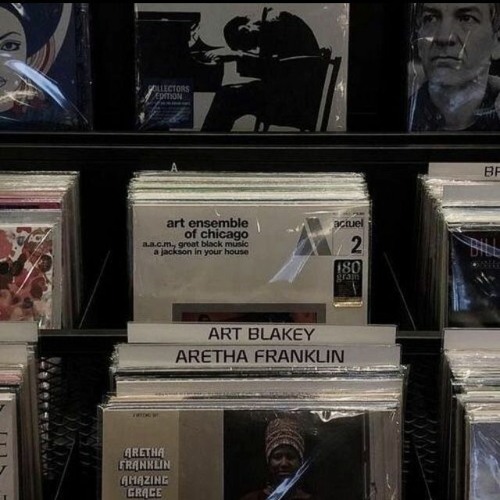 COLLECTORS
EDITION
A
BR
art ensemble
of chicago
a.a.c.m., great black music
a jackson in your house
actuel
2
180
gram
BILL
ART BLAKEY
ARETHA FRANKLIN
ARETHA
FRANKLIN
AMAZING
GRACE